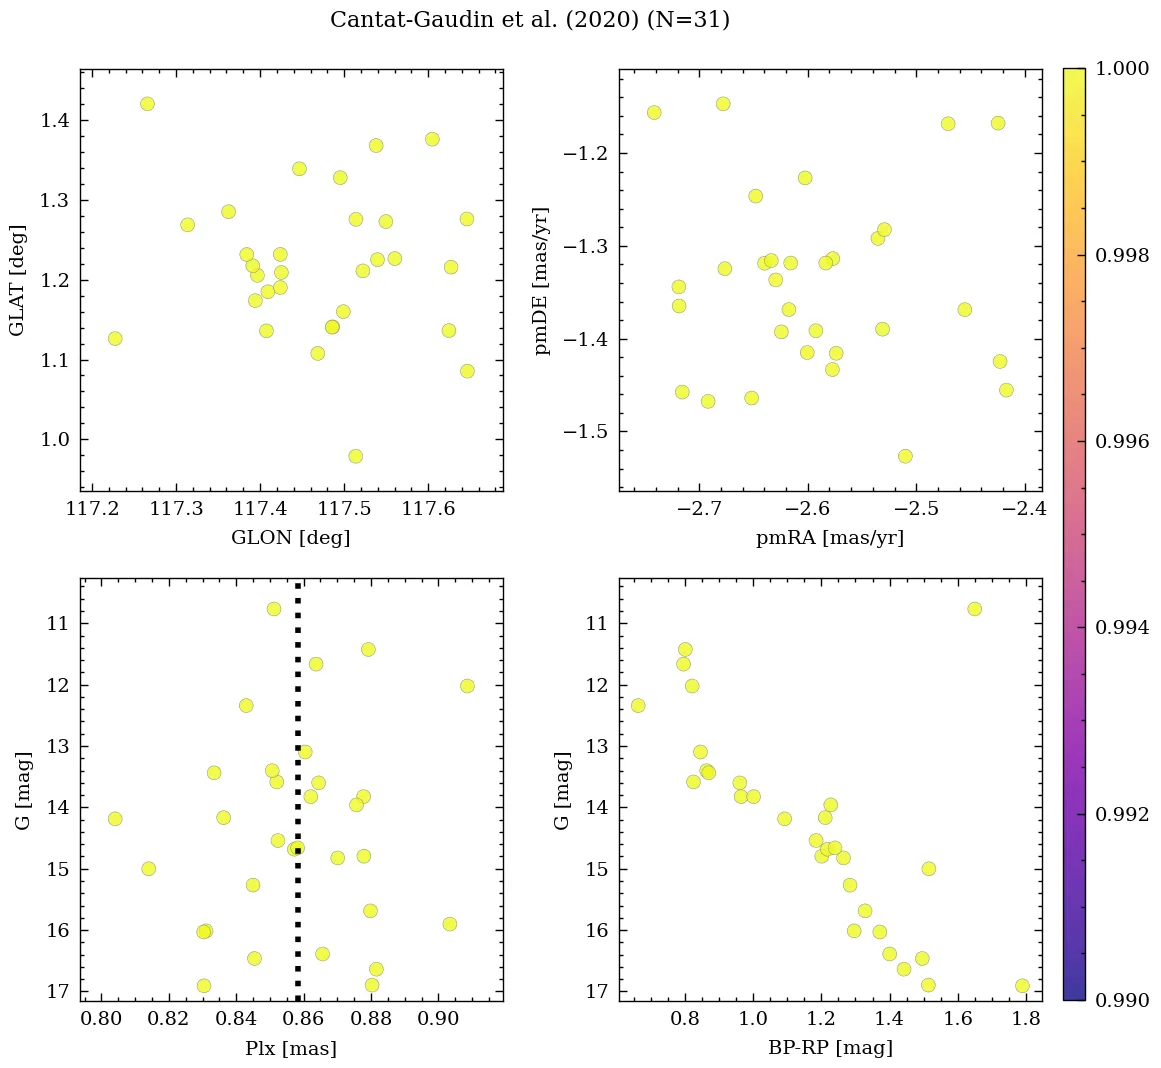 Cantat-Gaudin et al. (2020) (N=31)
1.4
1.3
1.2
1.1
1.0
GLAT [deg]
117.2 117.3 117.4 117.5 117.6
GLON [deg]
−1.2
−1.3
−1.4
−1.5
pmDE [mas/yr]
−2.7 −2.6 −2.5 −2.4
pmRA [mas/yr]
11
12
13
14
15
16
17
G [mag]
0.80 0.82 0.84 0.86 0.88 0.90
Plx [mas]
11
12
13
14
15
16
17
G [mag]
0.8 1.0 1.2 1.4 1.6 1.8
BP-RP [mag]
1.000
0.998
0.996
0.994
0.992
0.990